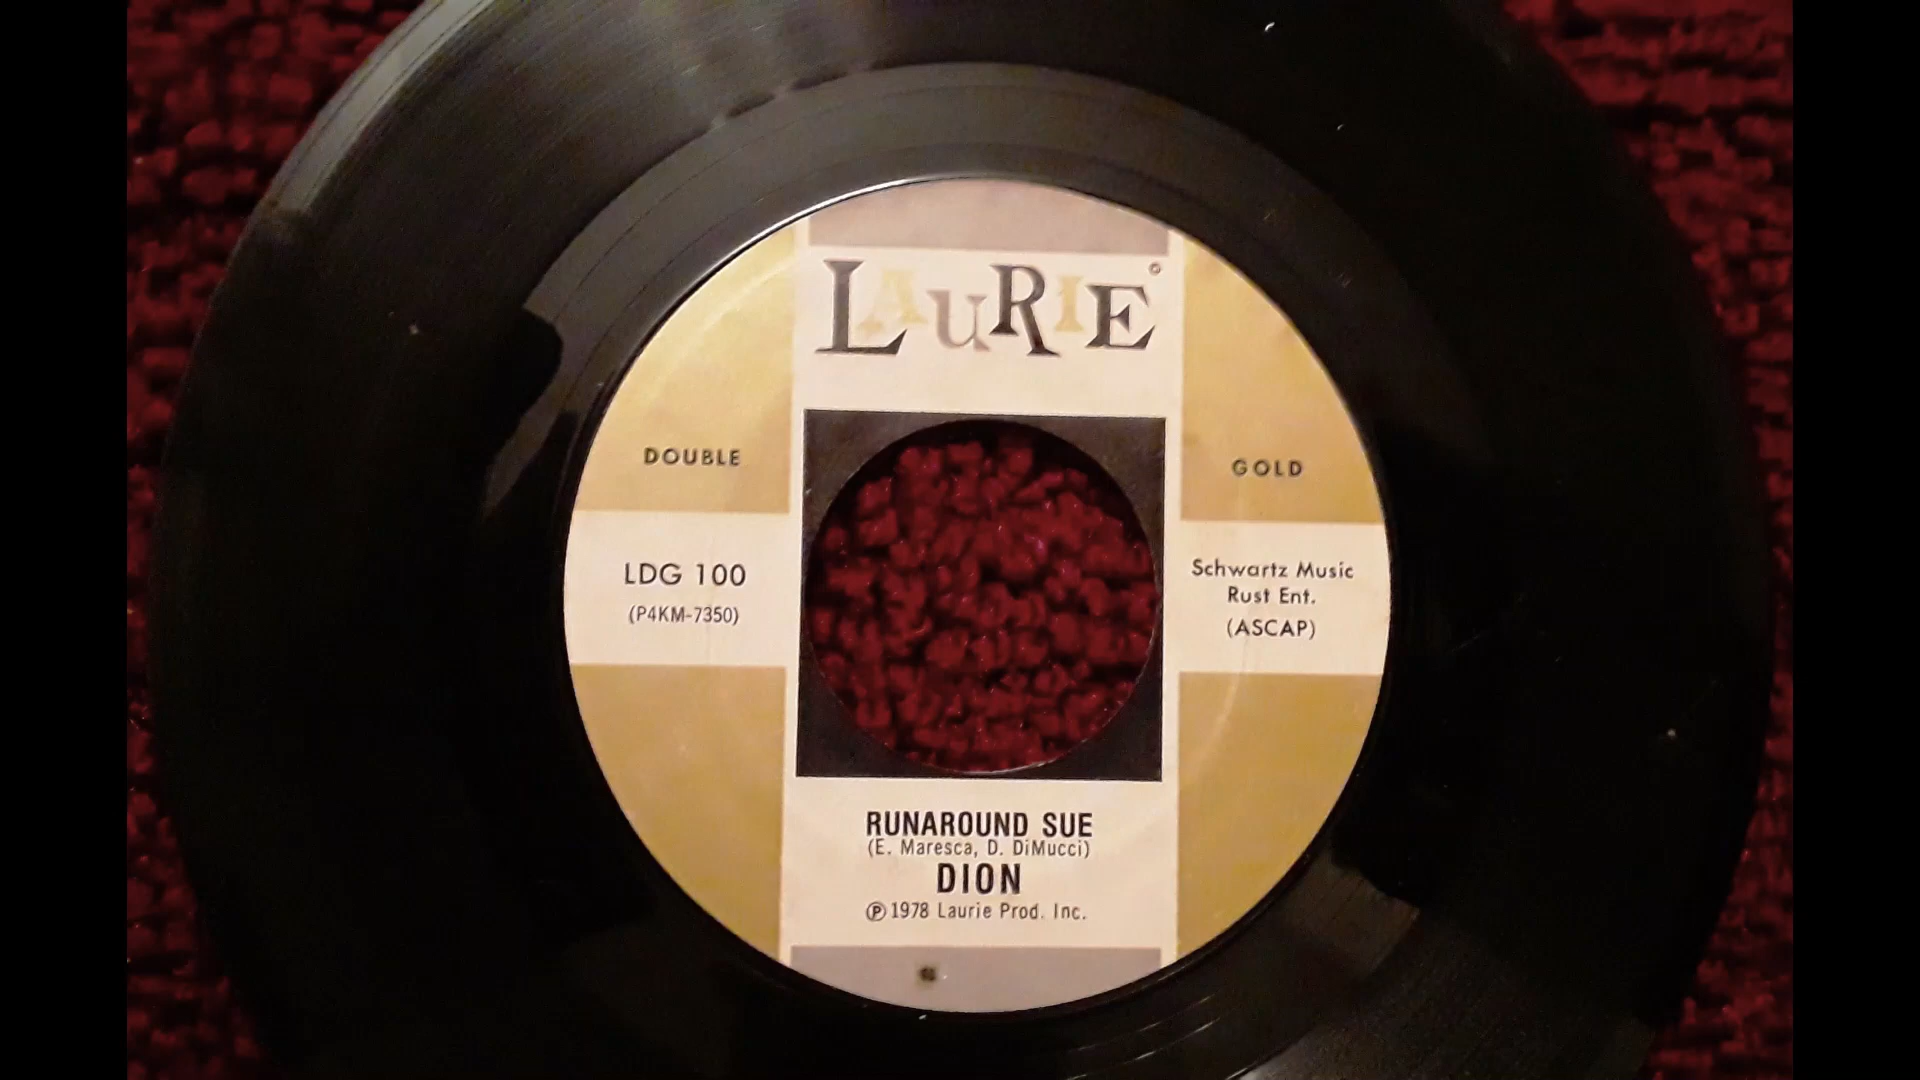 LAURIE
DOUBLE
GOLD
LDG 100
(P4KM-7350)
Schwartz Music
Rust Ent.
(ASCAP)
RUNAROUND SUE
(E. Maresca, D. DiMucci)
DION
℗ 1978 Laurie Prod. Inc.